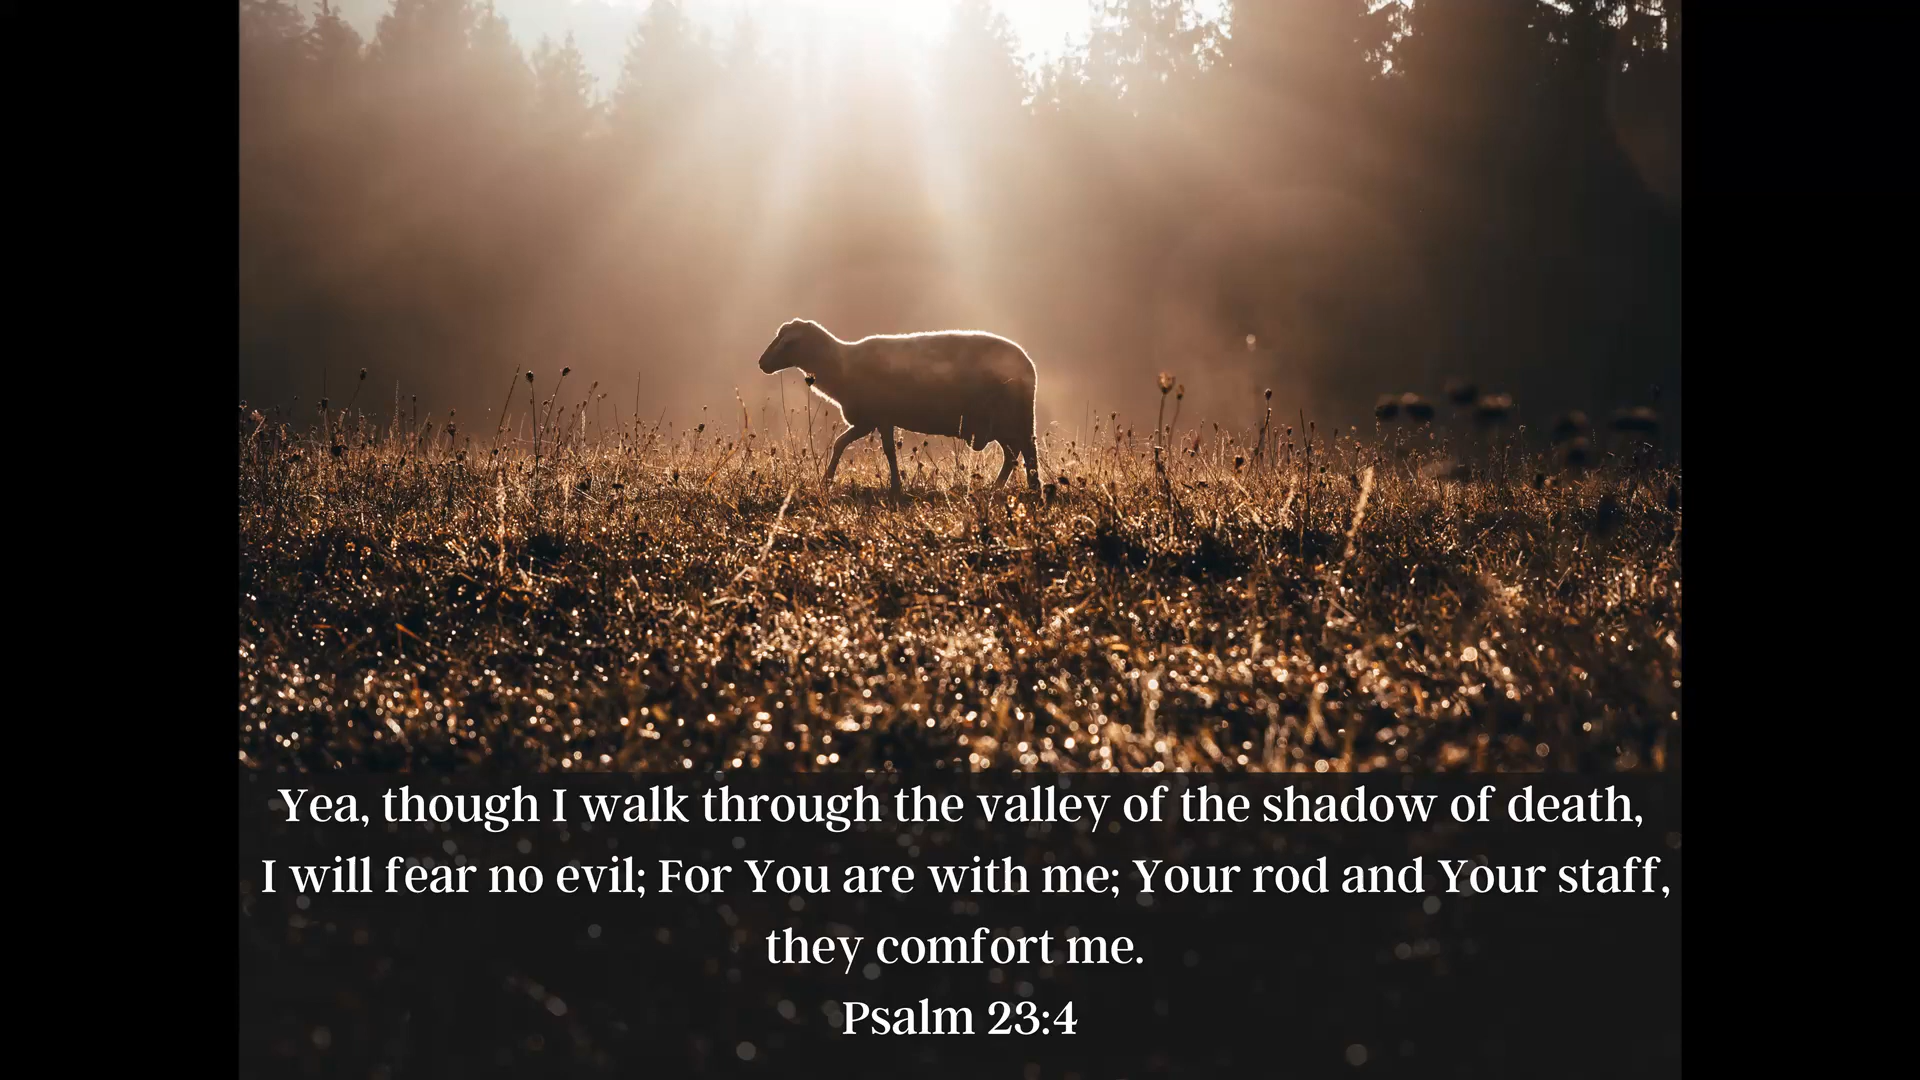 Yea, though I walk through the valley of the shadow of death,
I will fear no evil; For You are with me; Your rod and Your staff,
they comfort me.
Psalm 23:4